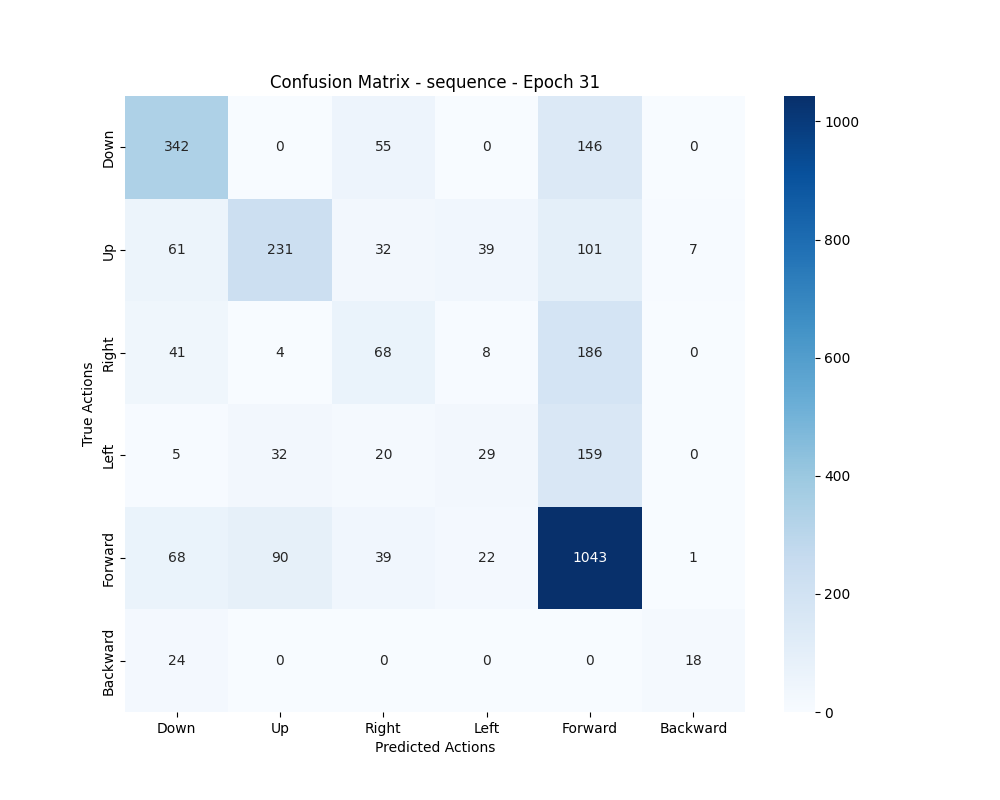 Confusion Matrix - sequence - Epoch 31
True Actions
Down 342 0 55 0 146 0
Up 61 231 32 39 101 7
Right 41 4 68 8 186 0
Left 5 32 20 29 159 0
Forward 68 90 39 22 1043 1
Backward 24 0 0 0 0 18
Down Up Right Left Forward Backward
Predicted Actions
1000
800
600
400
200
0